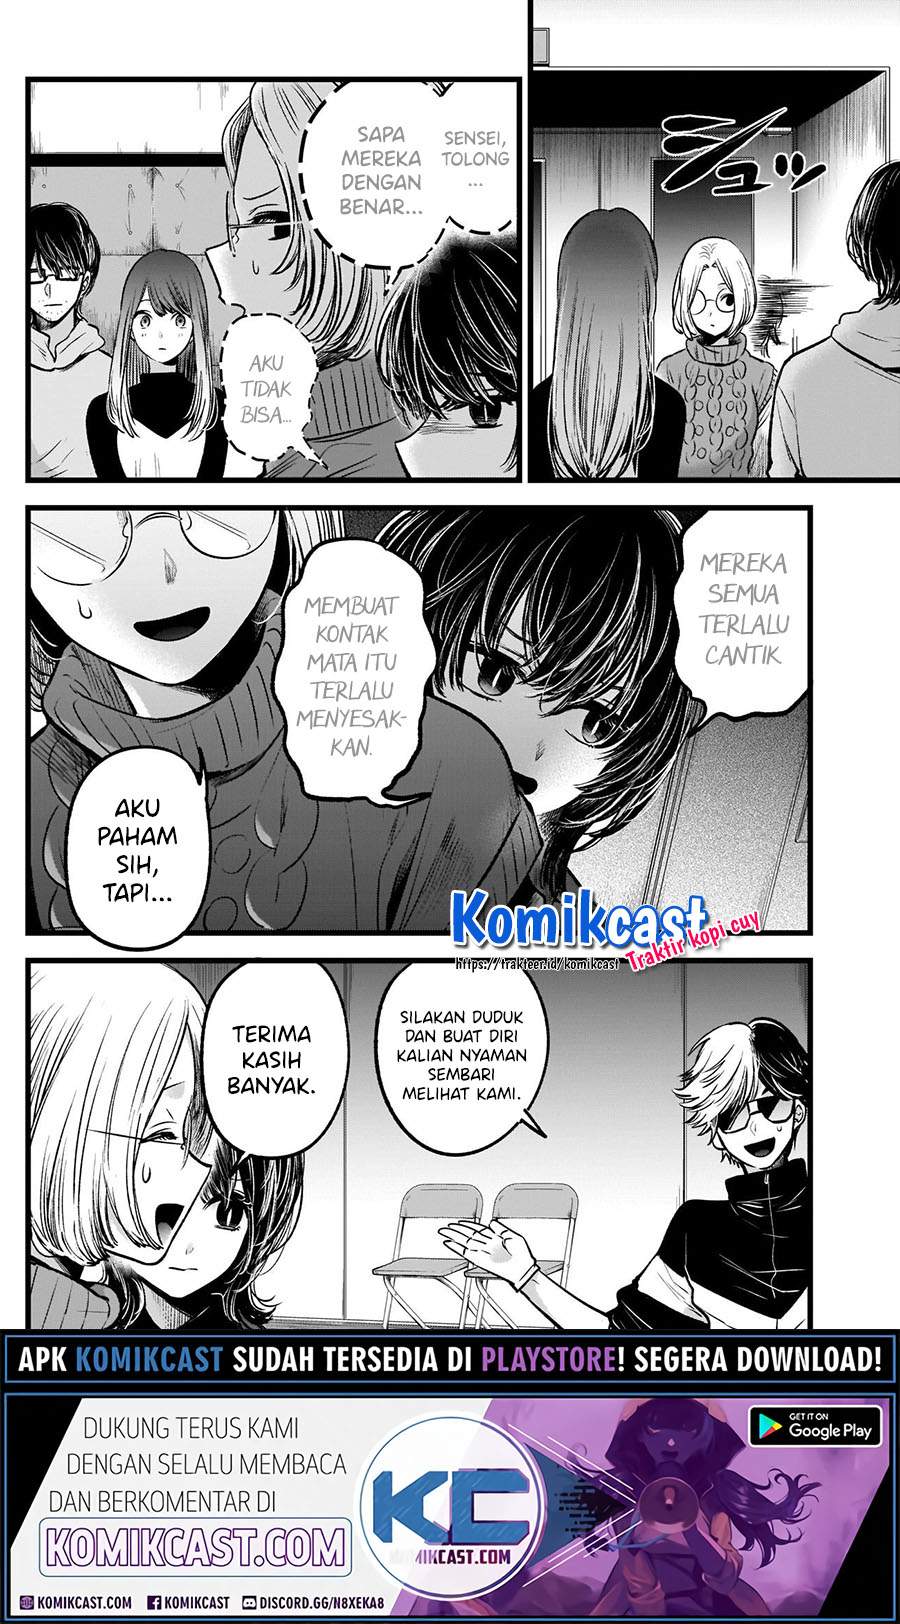 シュッ
SENSEI,
TOLONG
...
SAPA
MEREKA
DENGAN
BENAR...
AKU
TIDAK
BISA...
MEREKA
SEMUA
TERLALU
CANTIK
MEMBUAT
KONTAK
MATA ITU
TERLALU
MENYESAK-
KAN.
AKU
PAHAM
SIH,
TAPI...
Komikcast
Traktir kopi cuy
https://trakteer.id/komikcast
SILAKAN DUDUK
DAN BUAT DIRI
KALIAN NYAMAN
SEMBARI
MELIHAT KAMI.
TERIMA
KASIH
BANYAK.
APK KOMIKCAST SUDAH TERSEDIA DI PLAYSTORE! SEGERA DOWNLOAD!
DUKUNG TERUS KAMI
DENGAN SELALU MEMBACA
DAN BERKOMENTAR DI
KOMIKCAST.COM
KOMIKCAST.COM KOMIKCAST DISCORD.GG/N8XEKA8
KC
KOMIKCAST.COM
GET IT ON
Google Play